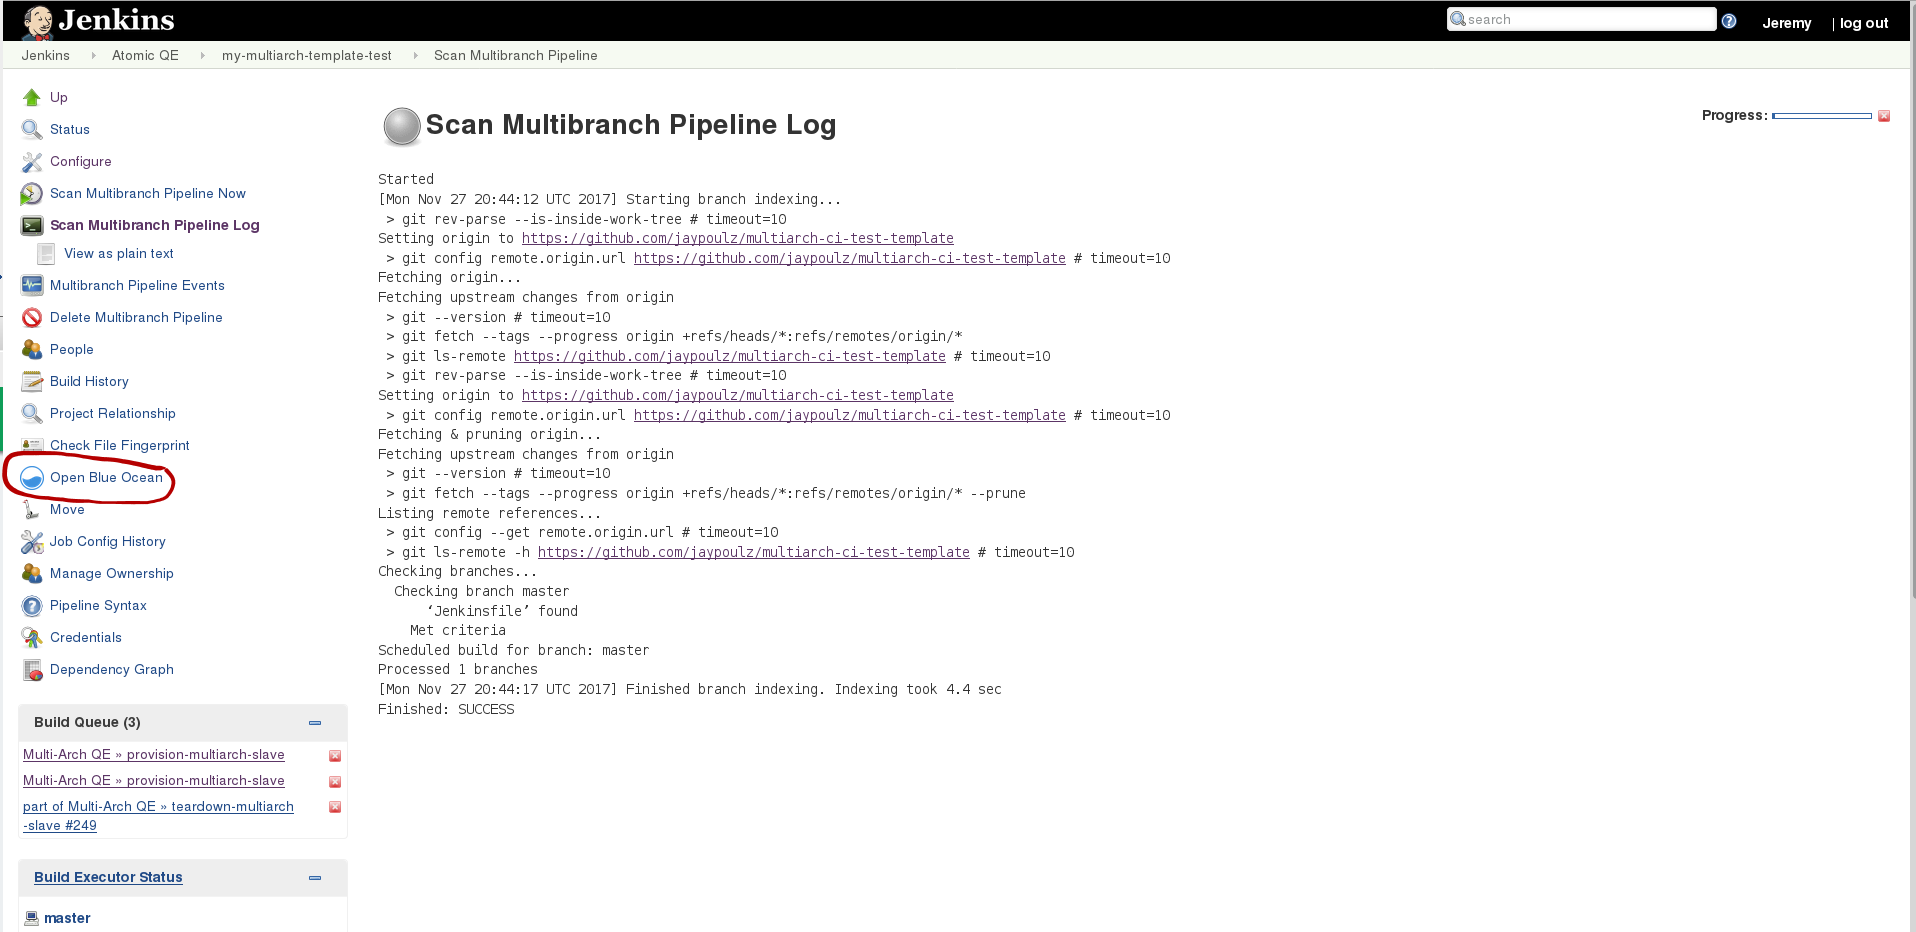 Jenkins
search
Jeremy | log out
Jenkins Atomic QE my-multiarch-template-test Scan Multibranch Pipeline
Up
Status
Configure
Scan Multibranch Pipeline Now
Scan Multibranch Pipeline Log
View as plain text
Multibranch Pipeline Events
Delete Multibranch Pipeline
People
Build History
Project Relationship
Check File Fingerprint
Open Blue Ocean
Move
Job Config History
Manage Ownership
Pipeline Syntax
Credentials
Dependency Graph
Build Queue (3)
Multi-Arch QE » provision-multiarch-slave
Multi-Arch QE » provision-multiarch-slave
part of Multi-Arch QE » teardown-multiarch
-slave #249
Build Executor Status
master
Scan Multibranch Pipeline Log
Progress:
Started
[Mon Nov 27 20:44:12 UTC 2017] Starting branch indexing...
> git rev-parse --is-inside-work-tree # timeout=10
Setting origin to https://github.com/jaypoulz/multiarch-ci-test-template
> git config remote.origin.url https://github.com/jaypoulz/multiarch-ci-test-template # timeout=10
Fetching origin...
Fetching upstream changes from origin
> git --version # timeout=10
> git fetch --tags --progress origin +refs/heads/*:refs/remotes/origin/*
> git ls-remote https://github.com/jaypoulz/multiarch-ci-test-template # timeout=10
> git rev-parse --is-inside-work-tree # timeout=10
Setting origin to https://github.com/jaypoulz/multiarch-ci-test-template
> git config remote.origin.url https://github.com/jaypoulz/multiarch-ci-test-template # timeout=10
Fetching & pruning origin...
Fetching upstream changes from origin
> git --version # timeout=10
> git fetch --tags --progress origin +refs/heads/*:refs/remotes/origin/* --prune
Listing remote references...
> git config --get remote.origin.url # timeout=10
> git ls-remote -h https://github.com/jaypoulz/multiarch-ci-test-template # timeout=10
Checking branches...
Checking branch master
‘Jenkinsfile’ found
Met criteria
Scheduled build for branch: master
Processed 1 branches
[Mon Nov 27 20:44:17 UTC 2017] Finished branch indexing. Indexing took 4.4 sec
Finished: SUCCESS